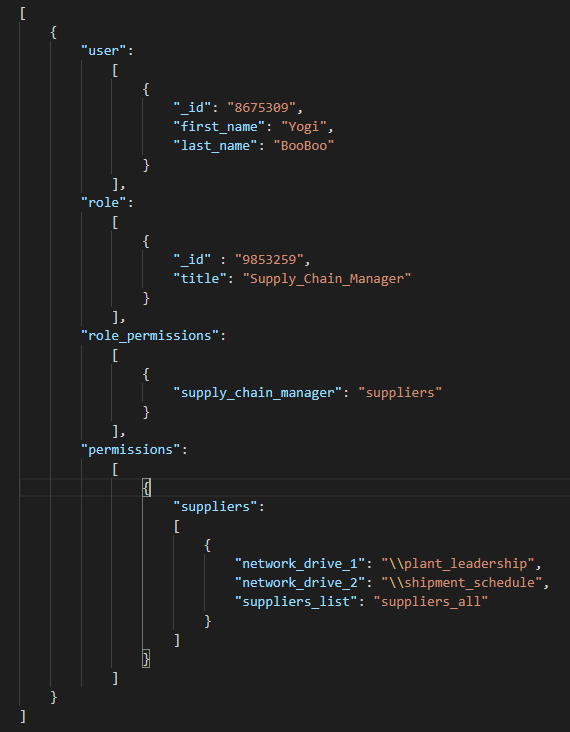 [
    {
        "user":
            [
                {
                    "_id": "8675309",
                    "first_name": "Yogi",
                    "last_name": "BooBoo"
                }
            ],
        "role":
            [
                {
                    "_id" : "9853259",
                    "title": "Supply_Chain_Manager"
                }
            ],
        "role_permissions":
            [
                {
                    "supply_chain_manager": "suppliers"
                }
            ],
        "permissions":
            [
                {
                    "suppliers":
                    [
                        {
                            "network_drive_1": "\\plant_leadership",
                            "network_drive_2": "\\shipment_schedule",
                            "suppliers_list": "suppliers_all"
                        }
                    ]
                }
            ]
    }
]